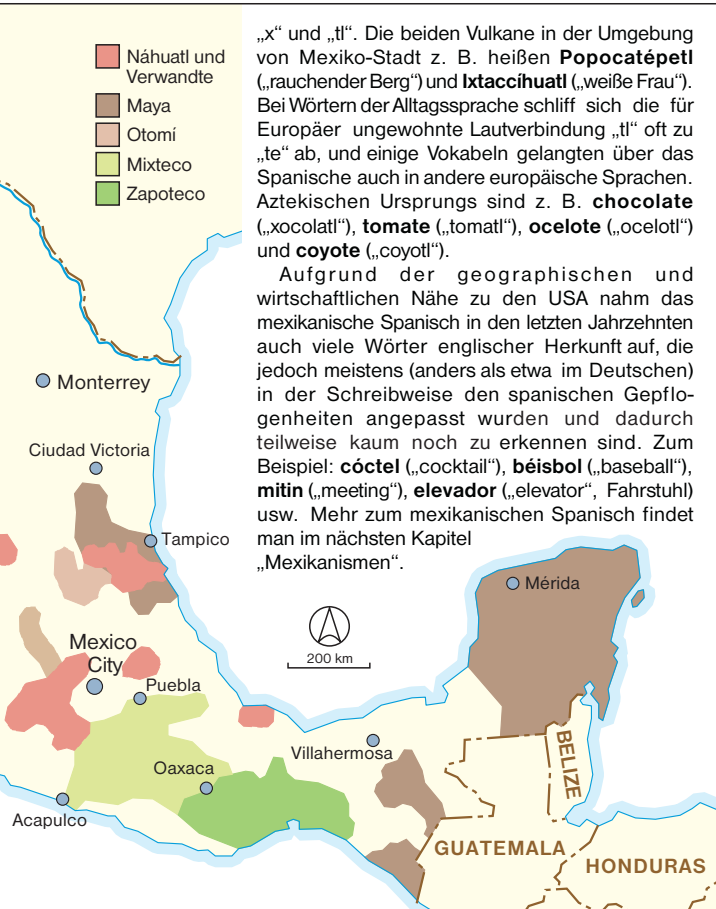 „x“ und „tl“. Die beiden Vulkane in der Umgebung
von Mexiko-Stadt z. B. heißen Popocatépetl
(„rauchender Berg“) und Ixtaccíhuatl („weiße Frau“).
Bei Wörtern der Alltagssprache schliff sich die für
Europäer ungewohnte Lautverbindung „tl“ oft zu
„te“ ab, und einige Vokabeln gelangten über das
Spanische auch in andere europäische Sprachen.
Aztekischen Ursprungs sind z. B. chocolate
(„xocolatl“), tomate („tomatl“), ocelote („ocelotl“)
und coyote („coyotl“).
Aufgrund der geographischen und
wirtschaftlichen Nähe zu den USA nahm das
mexikanische Spanisch in den letzten Jahrzehnten
auch viele Wörter englischer Herkunft auf, die
jedoch meistens (anders als etwa im Deutschen)
in der Schreibweise den spanischen Gepflo-
genheiten angepasst wurden und dadurch
teilweise kaum noch zu erkennen sind. Zum
Beispiel: cóctel („cocktail“), béisbol („baseball“),
mitin („meeting“), elevador („elevator“, Fahrstuhl)
usw. Mehr zum mexikanischen Spanisch findet
man im nächsten Kapitel
„Mexikanismen“.
Náhuatl und
Verwandte
Maya
Otomí
Mixteco
Zapoteco
Monterrey
Ciudad Victoria
Tampico
Mérida
200 km
Mexico
City
Puebla
Villahermosa
Oaxaca
Acapulco
BELIZE
GUATEMALA
HONDURAS